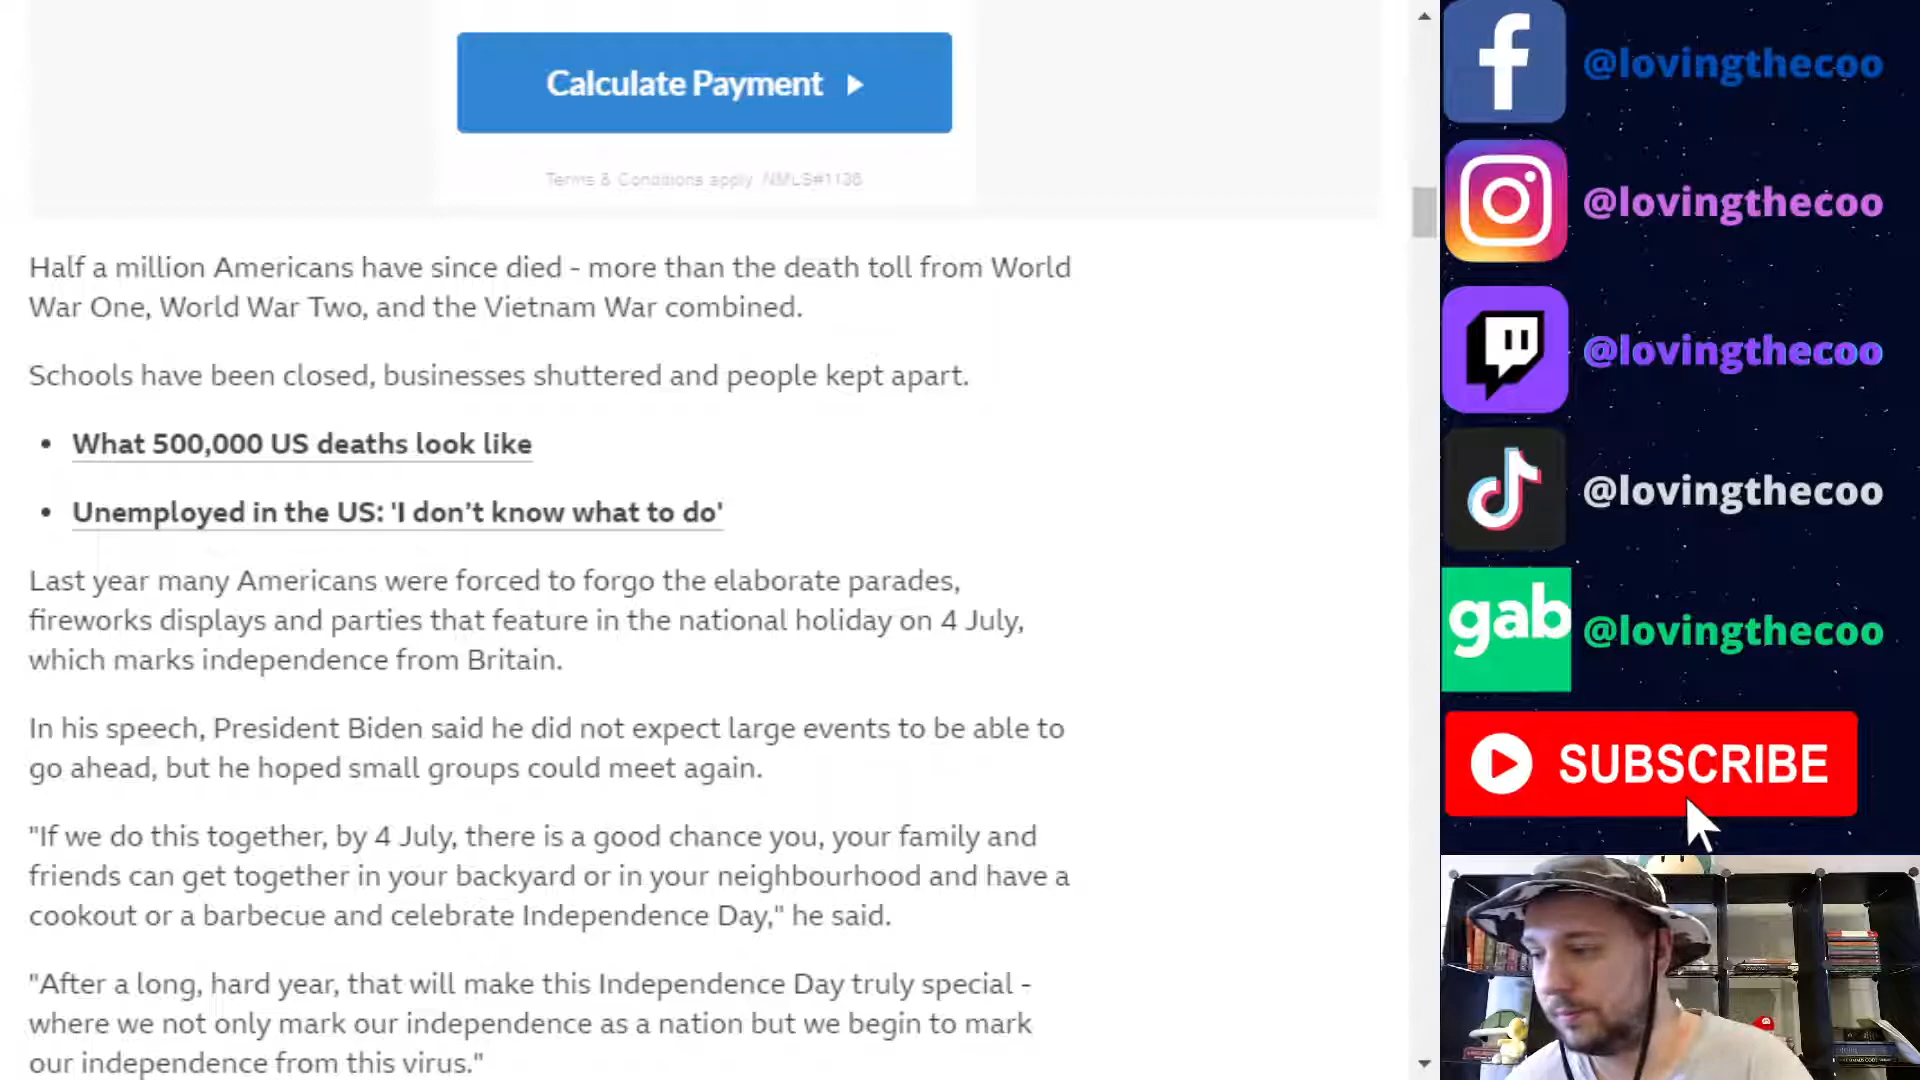 Calculate Payment
Terms & Conditions apply. NMLS#1136
Half a million Americans have since died - more than the death toll from World
War One, World War Two, and the Vietnam War combined.
Schools have been closed, businesses shuttered and people kept apart.
• What 500,000 US deaths look like
• Unemployed in the US: 'I don't know what to do'
Last year many Americans were forced to forgo the elaborate parades,
fireworks displays and parties that feature in the national holiday on 4 July,
which marks independence from Britain.
In his speech, President Biden said he did not expect large events to be able to
go ahead, but he hoped small groups could meet again.
"If we do this together, by 4 July, there is a good chance you, your family and
friends can get together in your backyard or in your neighbourhood and have a
cookout or a barbecue and celebrate Independence Day," he said.
"After a long, hard year, that will make this Independence Day truly special -
where we not only mark our independence as a nation but we begin to mark
our independence from this virus."
@lovingthecoo
@lovingthecoo
@lovingthecoo
@lovingthecoo
gab @lovingthecoo
SUBSCRIBE